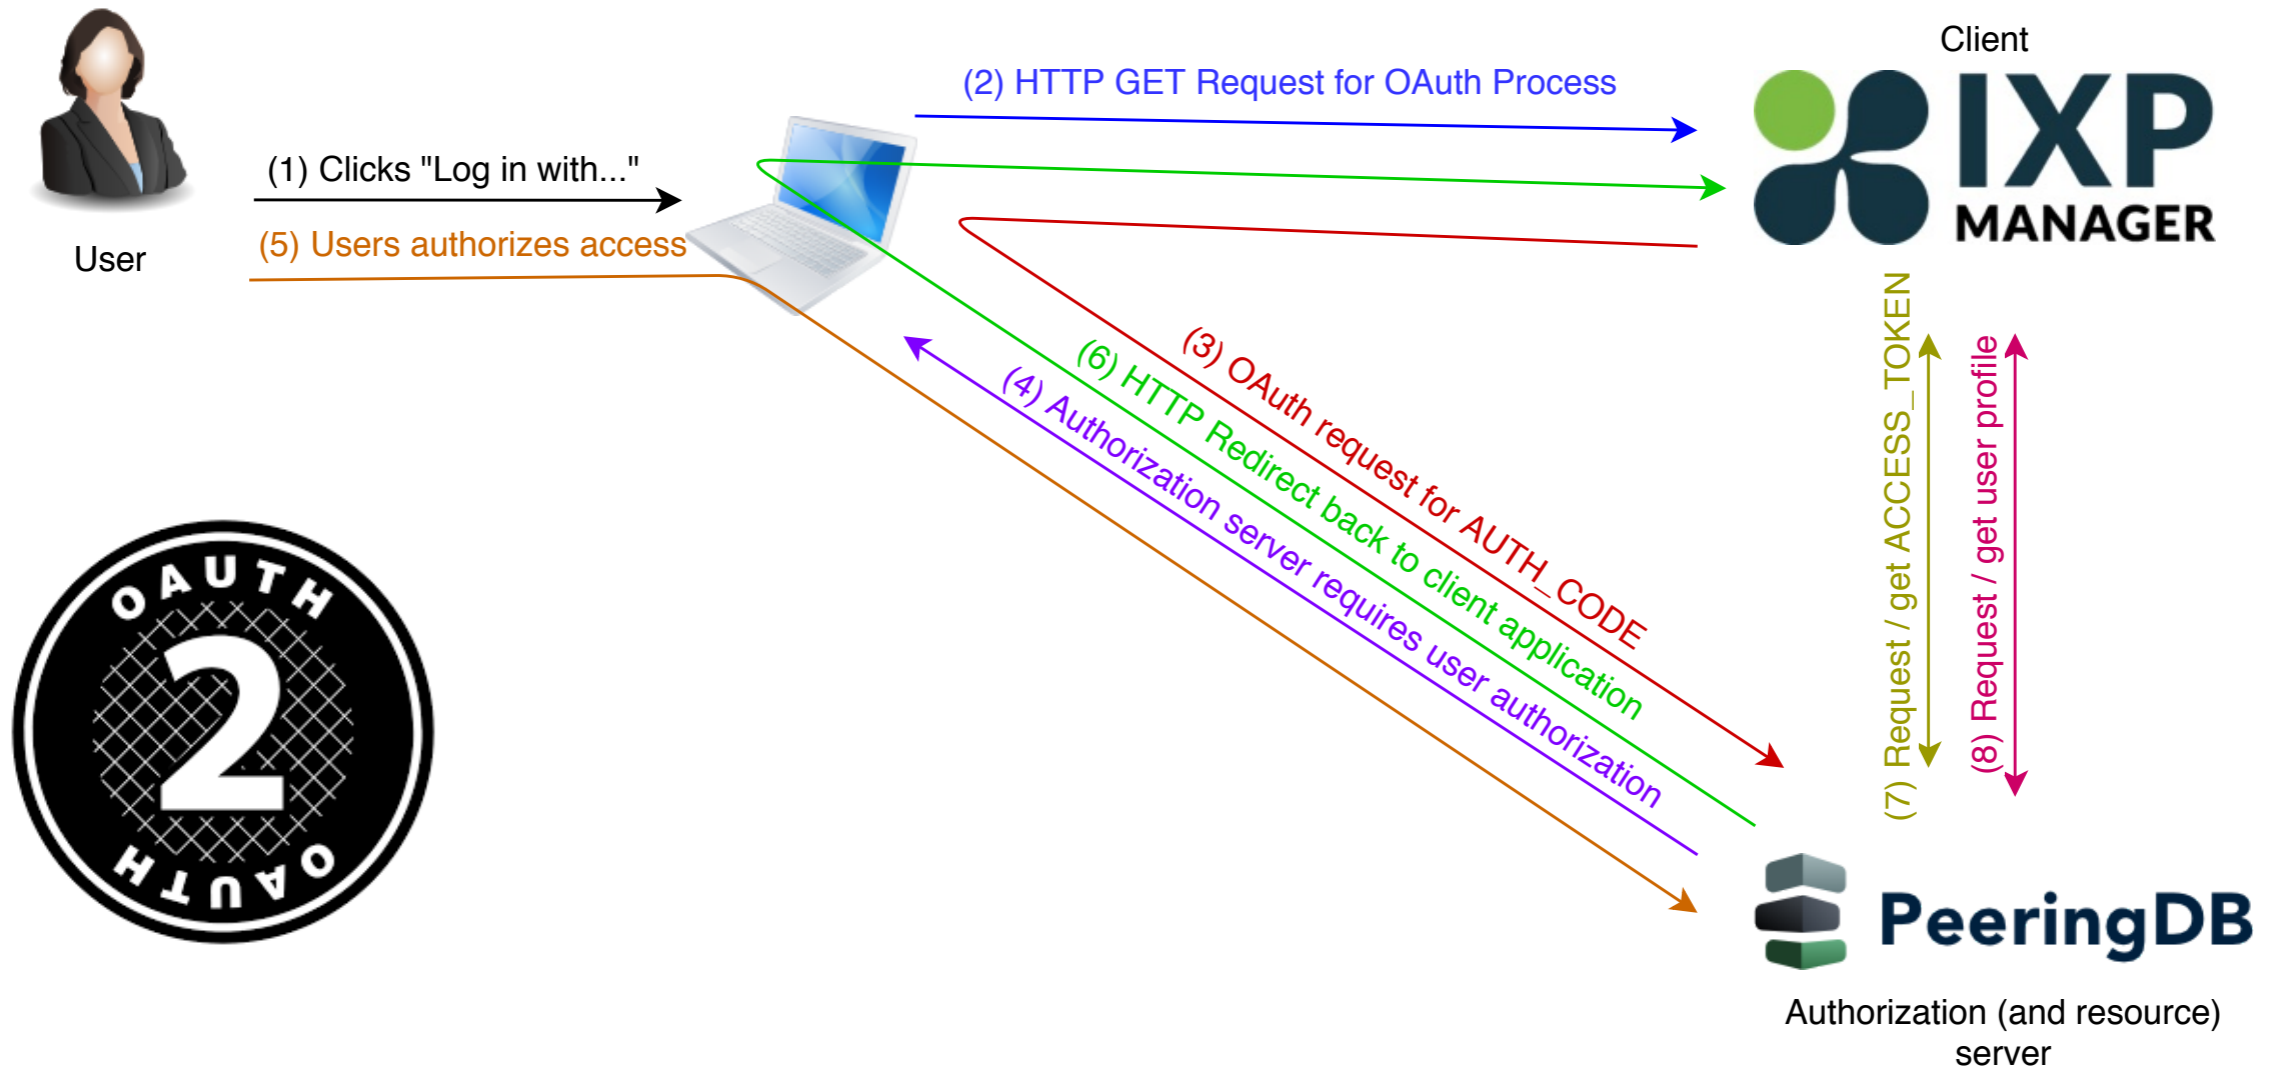 Client
IXP
MANAGER
(2) HTTP GET Request for OAuth Process
(1) Clicks "Log in with..."
(5) Users authorizes access
User
(3) OAuth request for AUTH_CODE
(6) HTTP Redirect back to client application
(4) Authorization server requires user authorization
(7) Request / get ACCESS_TOKEN
(8) Request / get user profile
OAUTH
2
OAUTH
PeeringDB
Authorization (and resource)
server